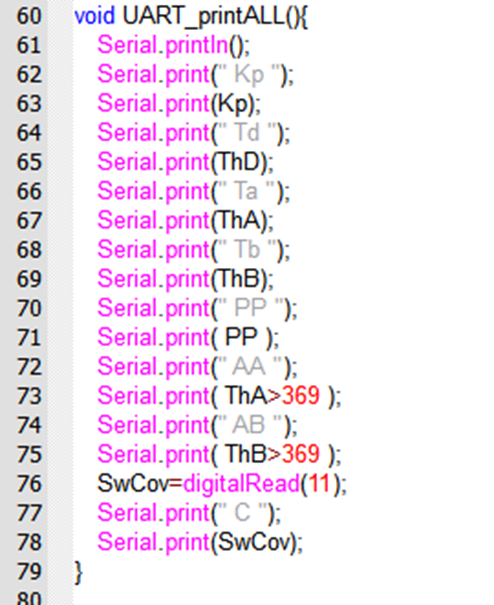 60 void UART_printALL(){
61 Serial.println();
62 Serial.print(" Kp ");
63 Serial.print(Kp);
64 Serial.print(" Td ");
65 Serial.print(ThD);
66 Serial.print(" Ta ");
67 Serial.print(ThA);
68 Serial.print(" Tb ");
69 Serial.print(ThB);
70 Serial.print(" PP ");
71 Serial.print( PP );
72 Serial.print(" AA ");
73 Serial.print( ThA>369 );
74 Serial.print(" AB ");
75 Serial.print( ThB>369 );
76 SwCov=digitalRead(11);
77 Serial.print(" C ");
78 Serial.print(SwCov);
79 }
80